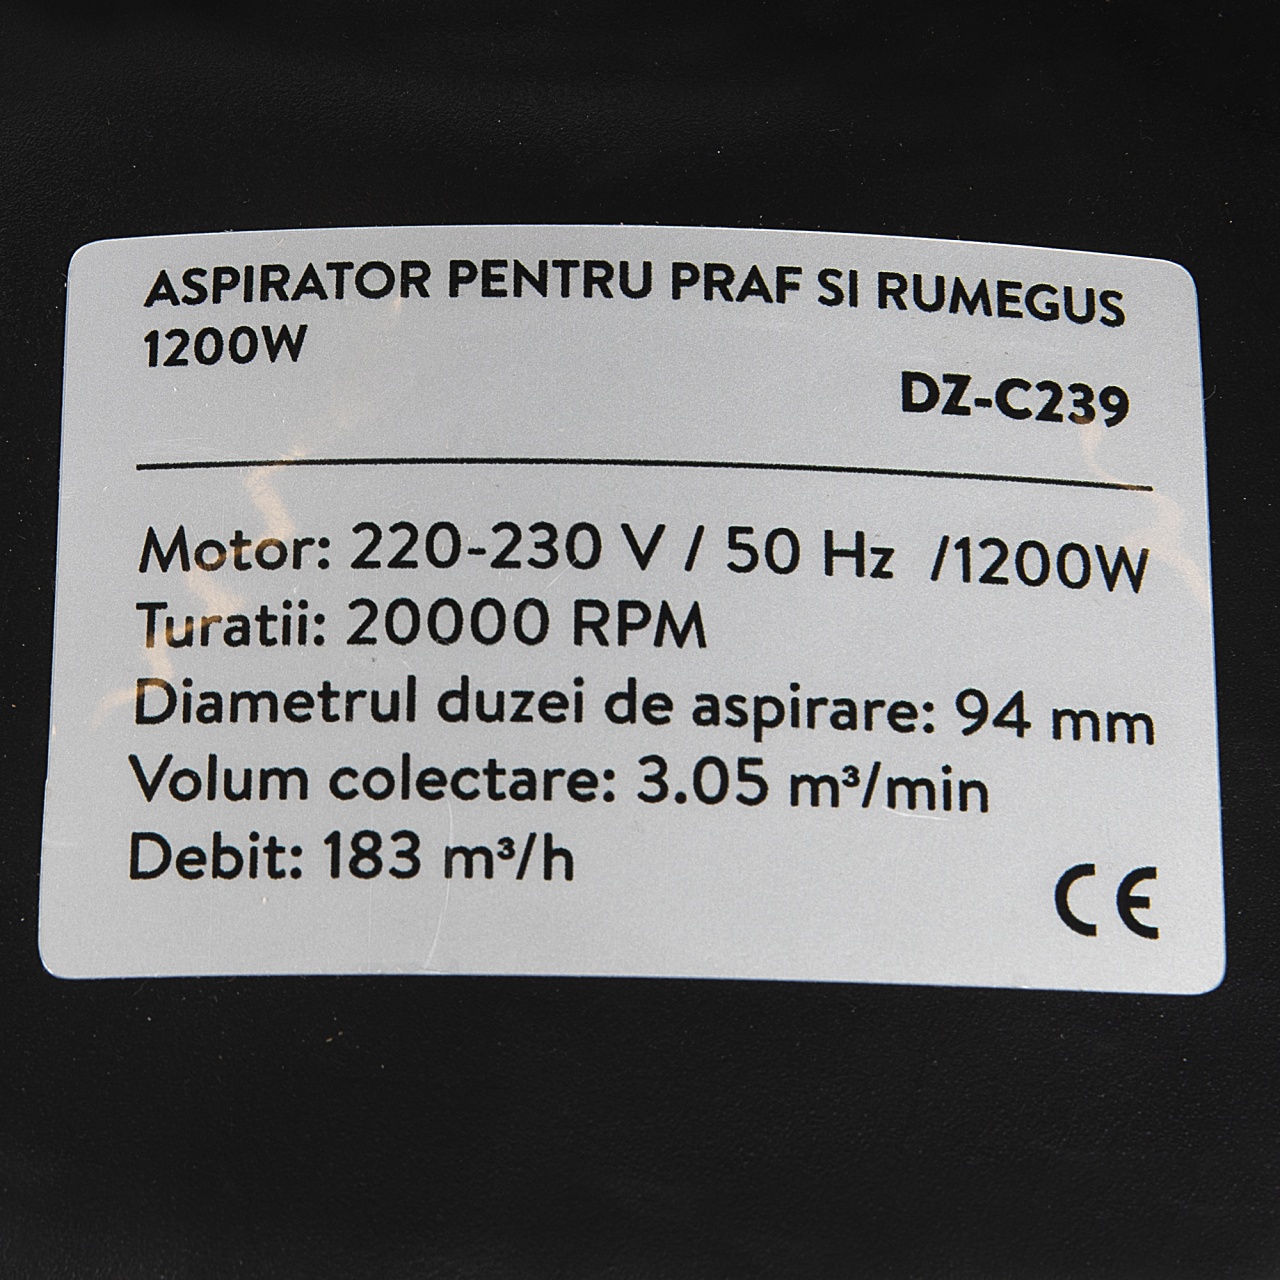 ASPIRATOR PENTRU PRAF SI RUMEGUS
1200W
DZ-C239
Motor: 220-230 V / 50 Hz /1200W
Turatii: 20000 RPM
Diametrul duzei de aspirare: 94 mm
Volum colectare: 3.05 m³/min
Debit: 183 m³/h
CE